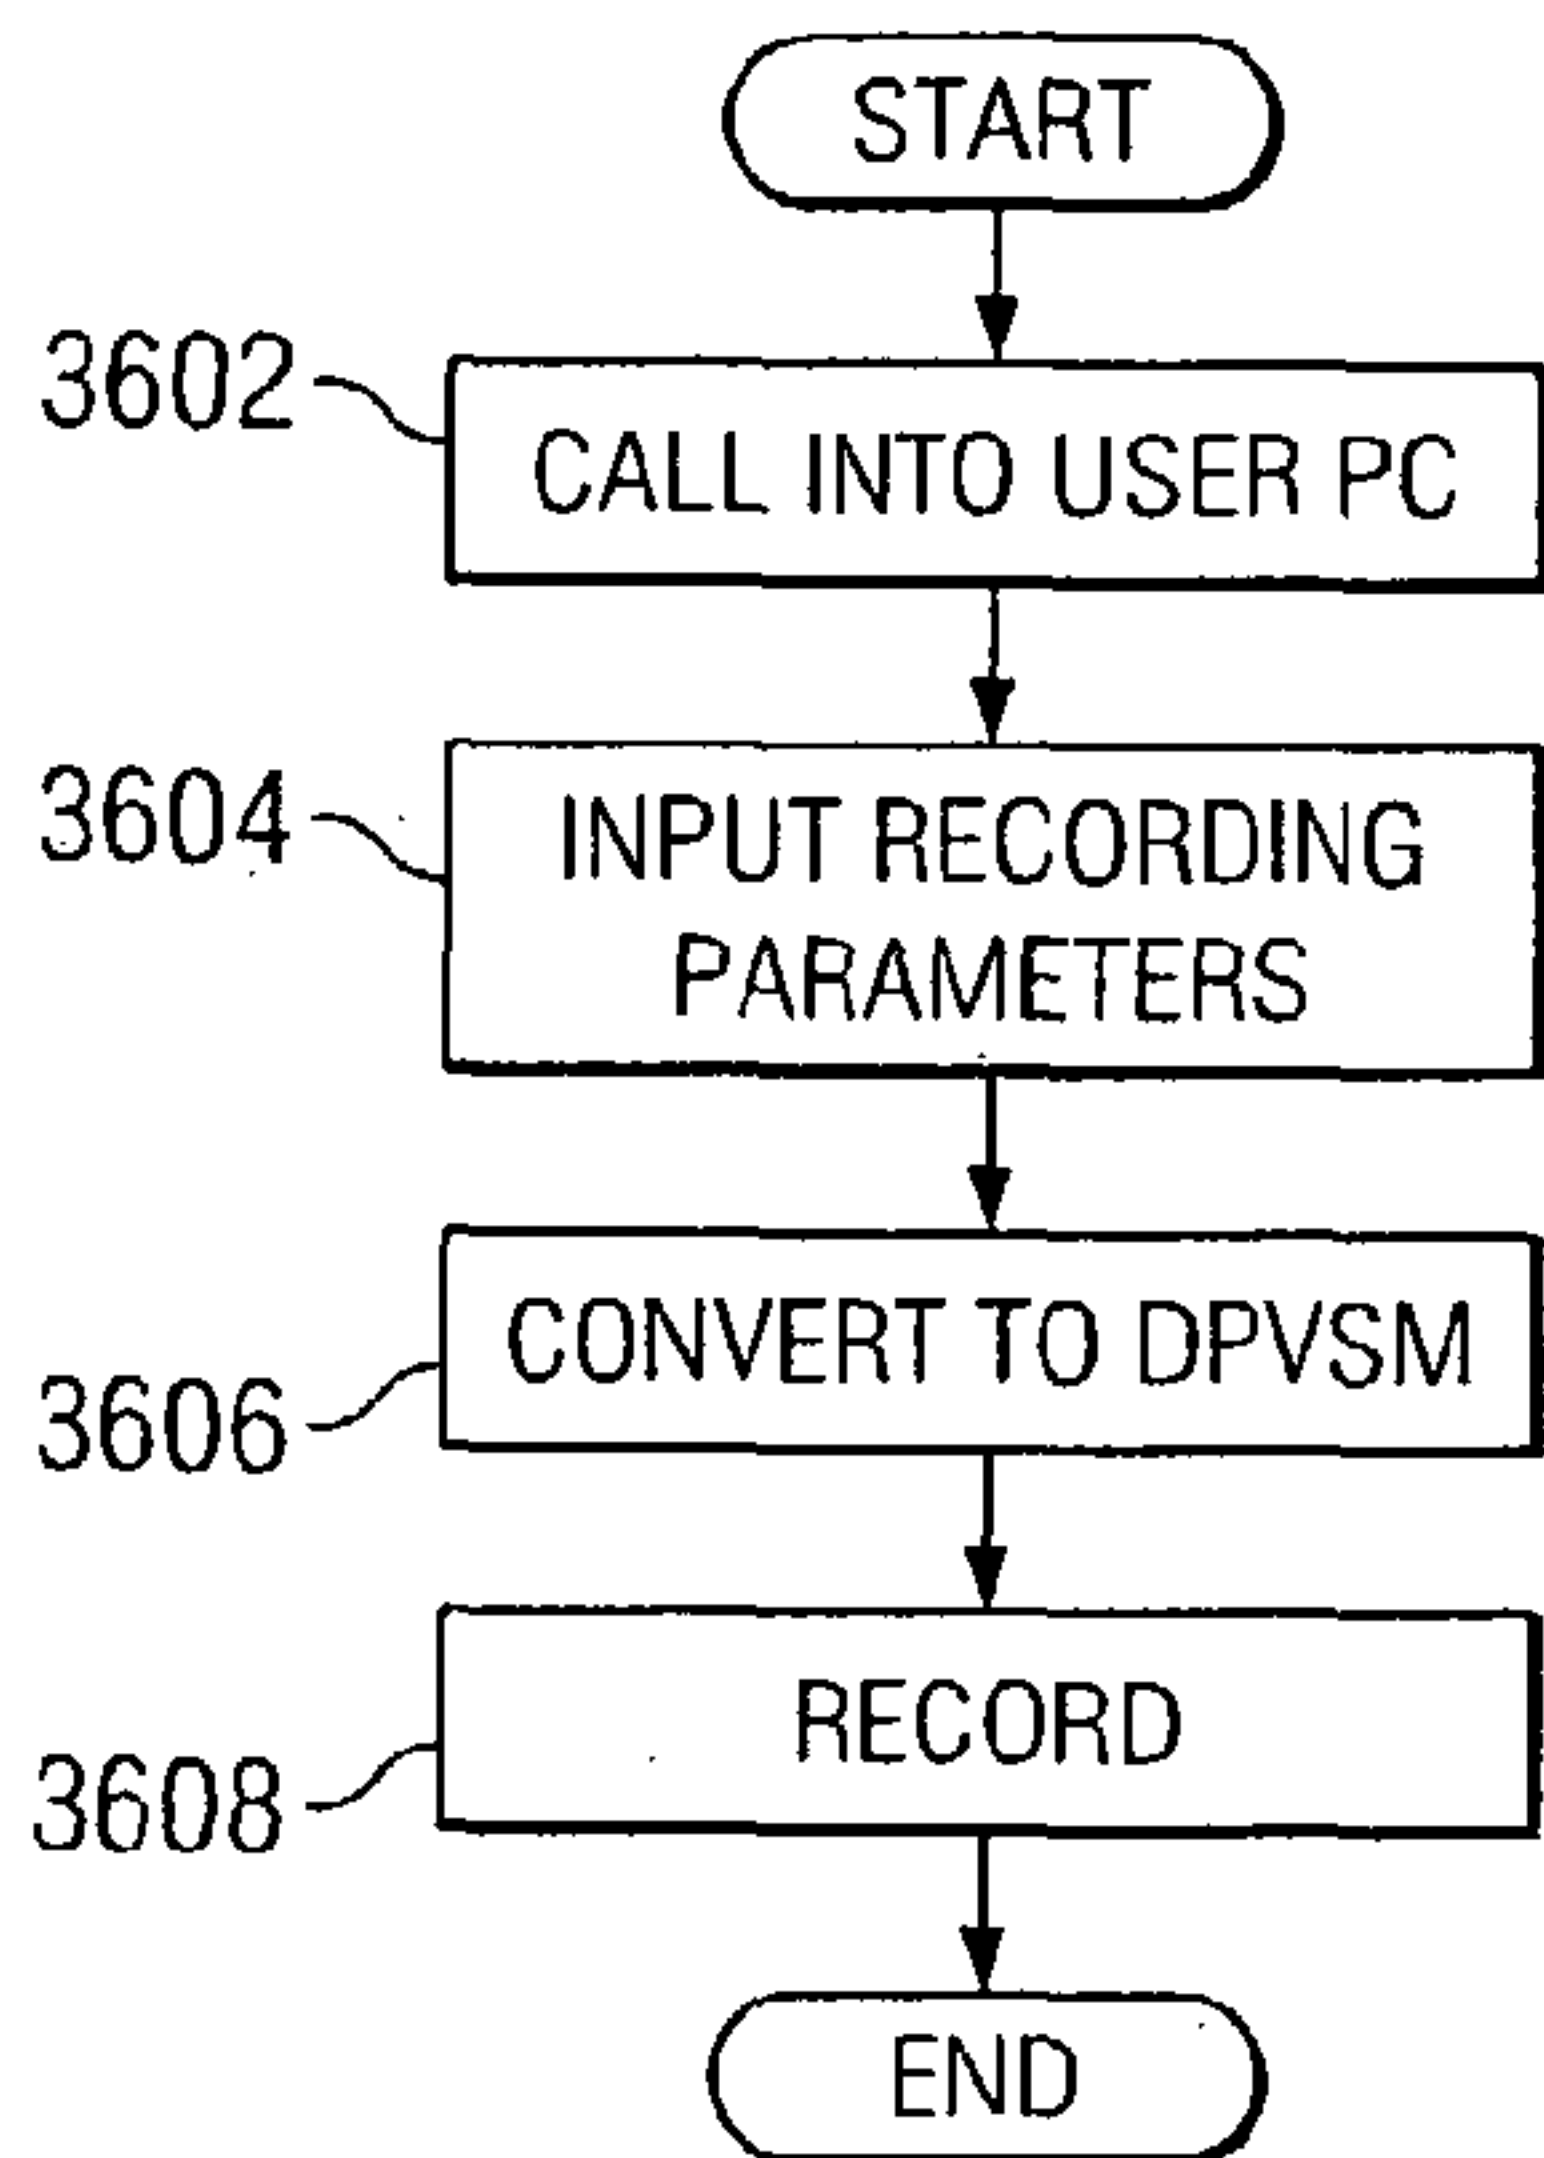 START
3602
CALL INTO USER PC
3604
INPUT RECORDING
PARAMETERS
CONVERT TO DPVSM
3606
RECORD
3608
END